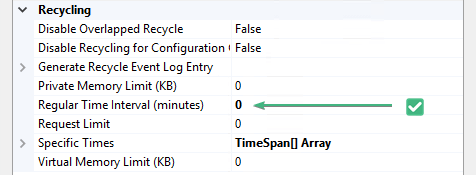 Recycling
Disable Overlapped Recycle False
Disable Recycling for Configuration False
Generate Recycle Event Log Entry
Private Memory Limit (KB) 0
Regular Time Interval (minutes) 0
Request Limit 0
Specific Times TimeSpan[] Array
Virtual Memory Limit (KB) 0